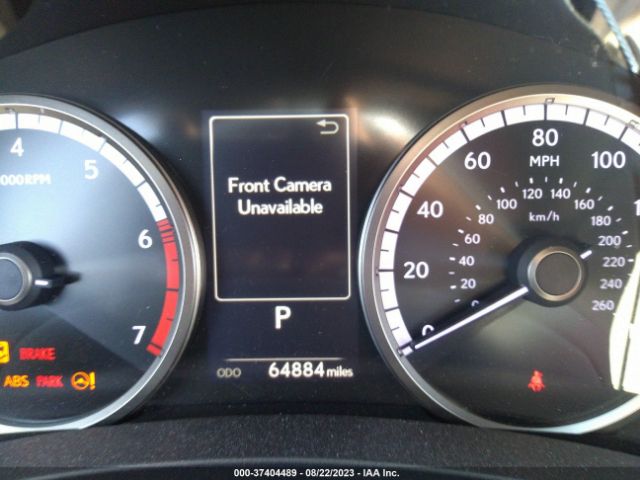 4
5
6
7
000RPM
BRAKE
ABS PARK !
Front Camera
Unavailable
P
ODO 64884 miles
0
20
40
60
80
100
MPH
0
20
40
60
80
100
120
140
160
180
200
220
240
260
km/h
000-37404489 - 08/22/2023 - IAA Inc.